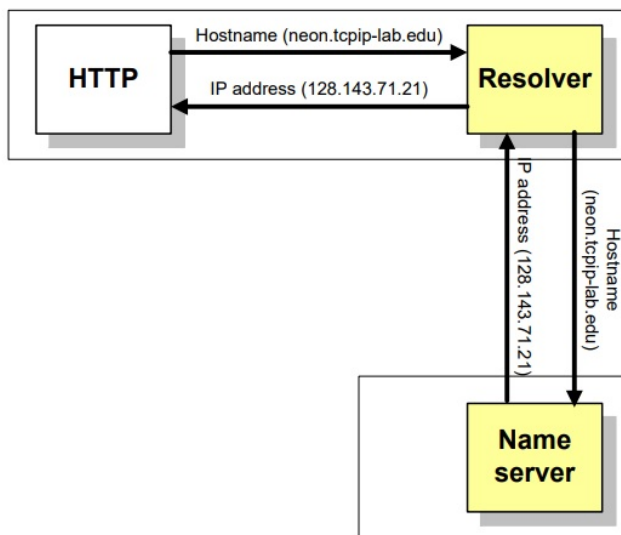 Hostname (neon.tcpip-lab.edu)
HTTP
Resolver
IP address (128.143.71.21)
IP address (128.143.71.21)
Hostname
(neon.tcpip-lab.edu)
Name
server